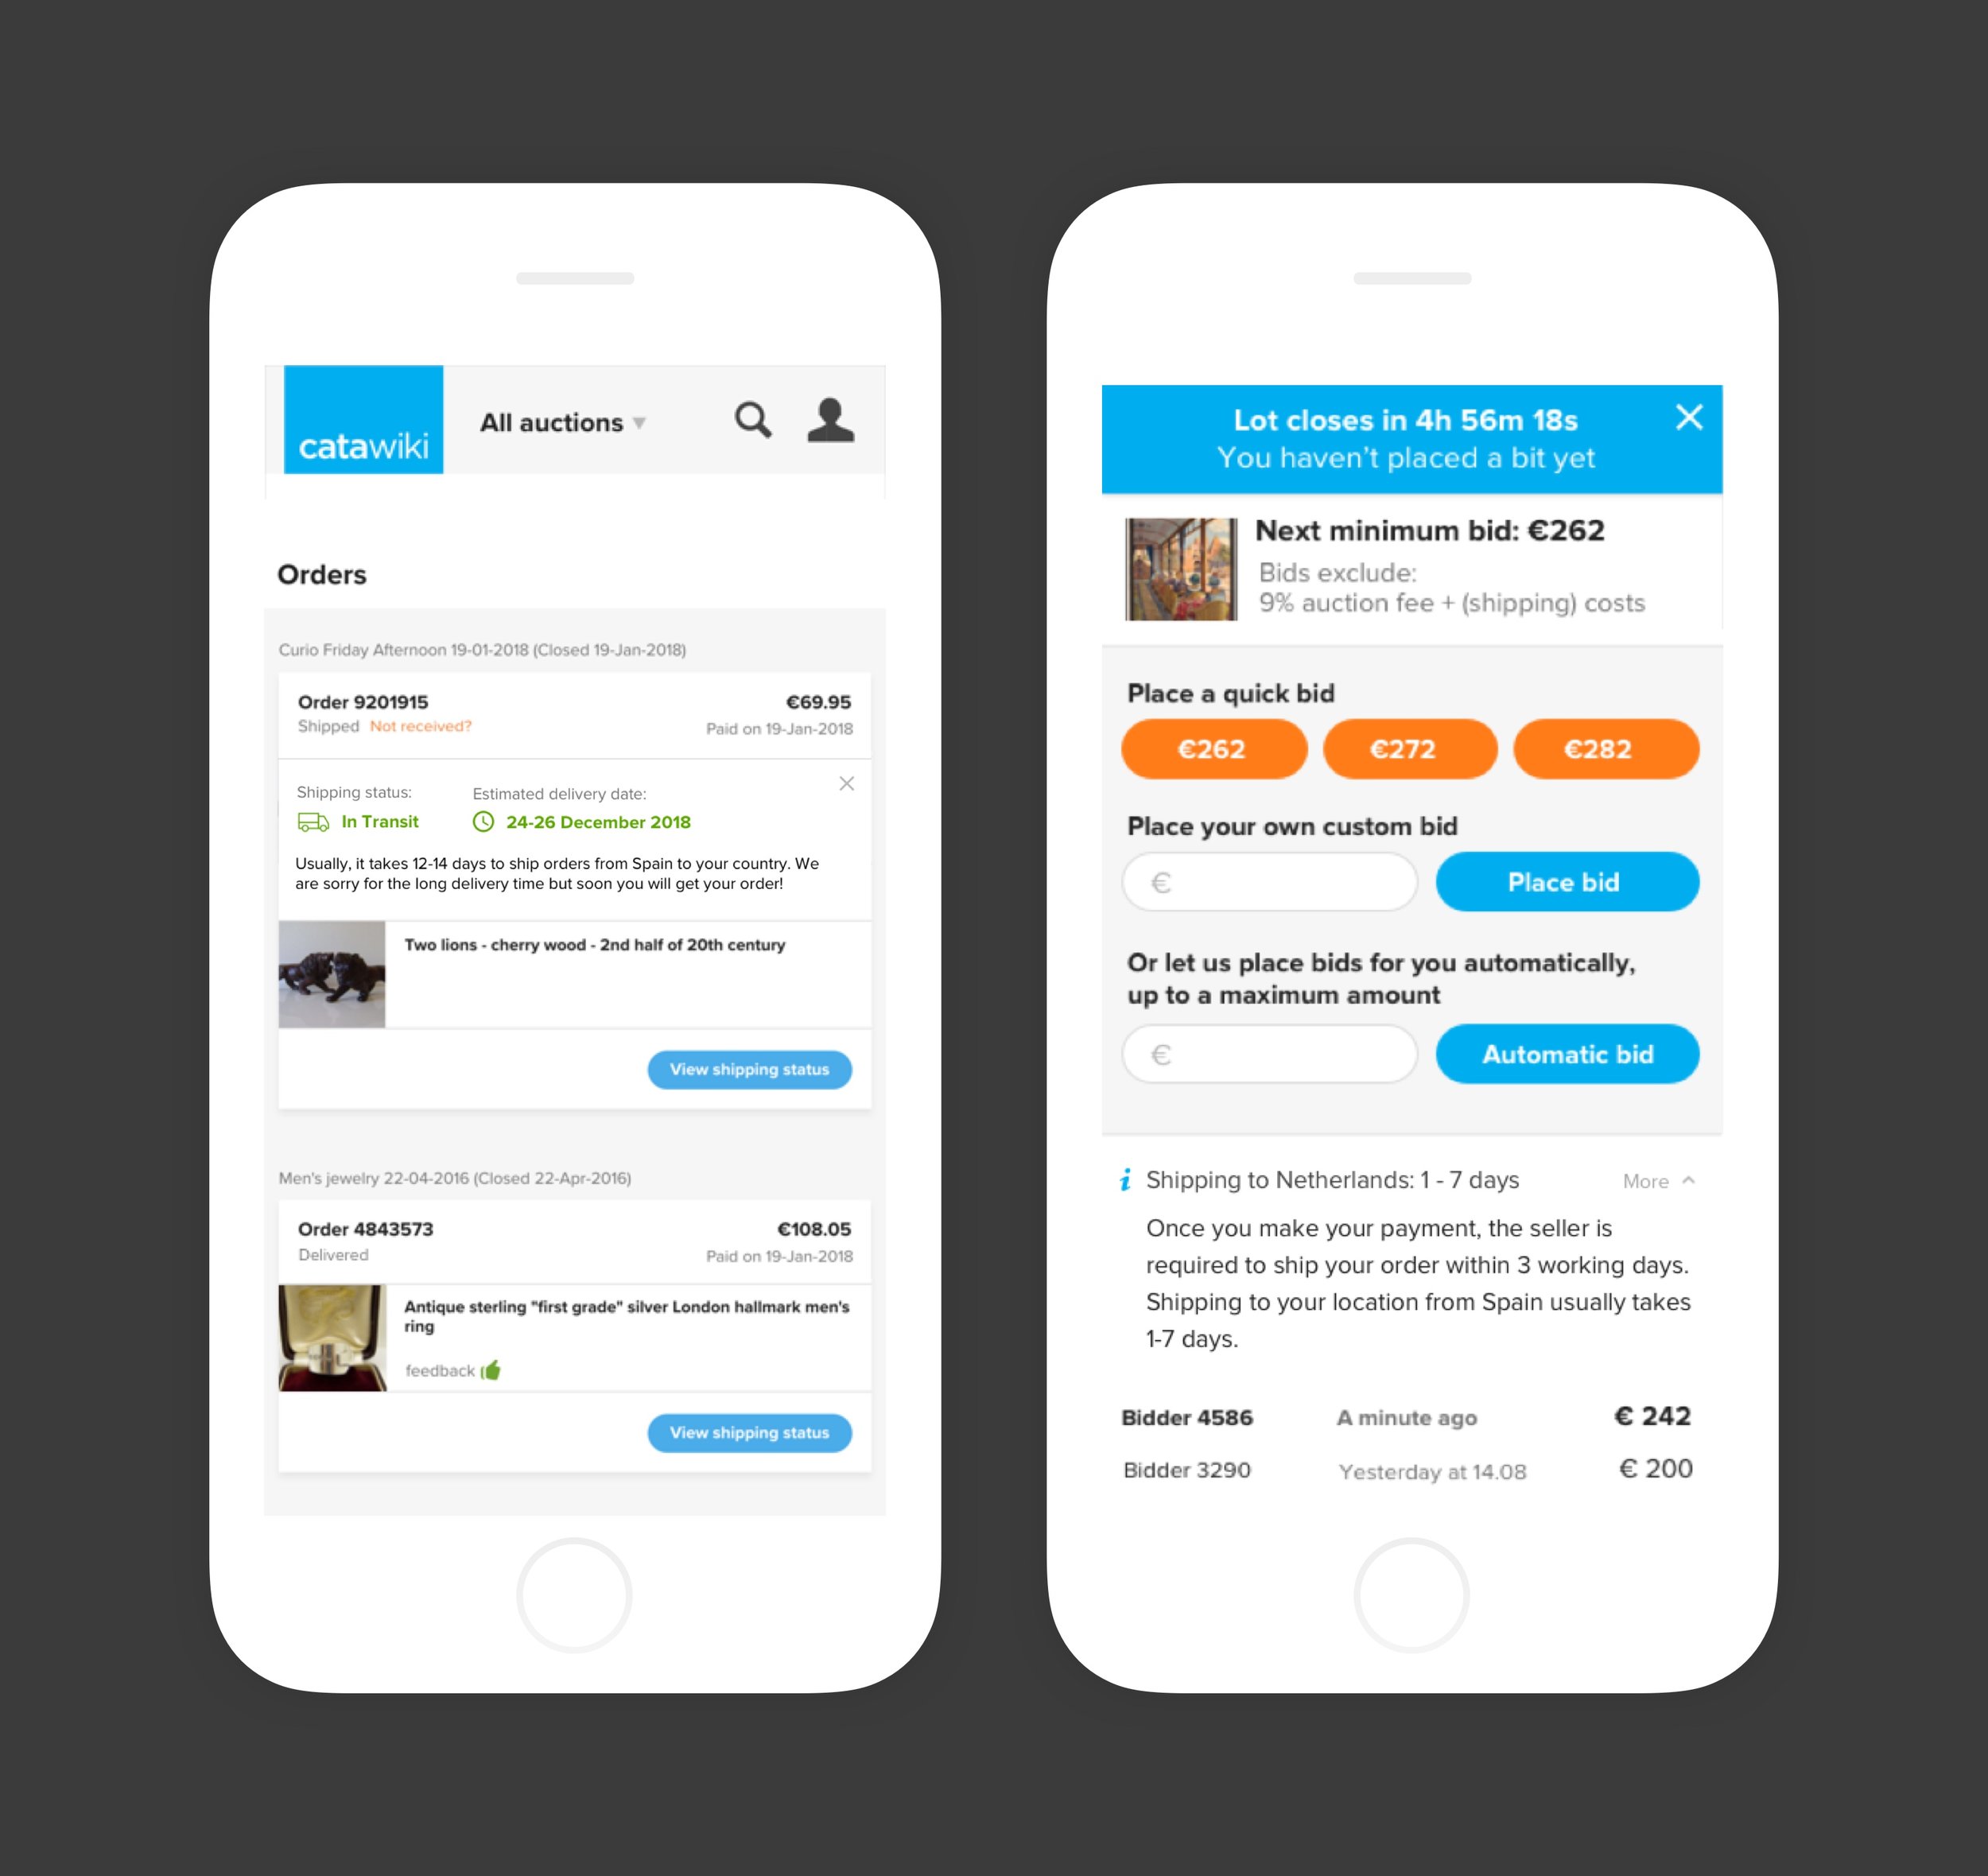 catawiki
All auctions
Orders
Curio Friday Afternoon 19-01-2018 (Closed 19-Jan-2018)
Order 9201915 €69.95
Shipped Not received? Paid on 19-Jan-2018
Shipping status: Estimated delivery date:
In Transit 24-26 December 2018
Usually, it takes 12-14 days to ship orders from Spain to your country. We
are sorry for the long delivery time but soon you will get your order!
Two lions - cherry wood - 2nd half of 20th century
View shipping status
Men's jewelry 22-04-2016 (Closed 22-Apr-2016)
Order 4843573 €108.05
Delivered Paid on 19-Jan-2018
Antique sterling "first grade" silver London hallmark men's
ring
feedback
View shipping status
Lot closes in 4h 56m 18s
You haven't placed a bit yet
Next minimum bid: €262
Bids exclude:
9% auction fee + (shipping) costs
Place a quick bid
€262 €272 €282
Place your own custom bid
€ Place bid
Or let us place bids for you automatically,
up to a maximum amount
€ Automatic bid
i Shipping to Netherlands: 1 - 7 days More
Once you make your payment, the seller is
required to ship your order within 3 working days.
Shipping to your location from Spain usually takes
1-7 days.
Bidder 4586 A minute ago € 242
Bidder 3290 Yesterday at 14.08 € 200